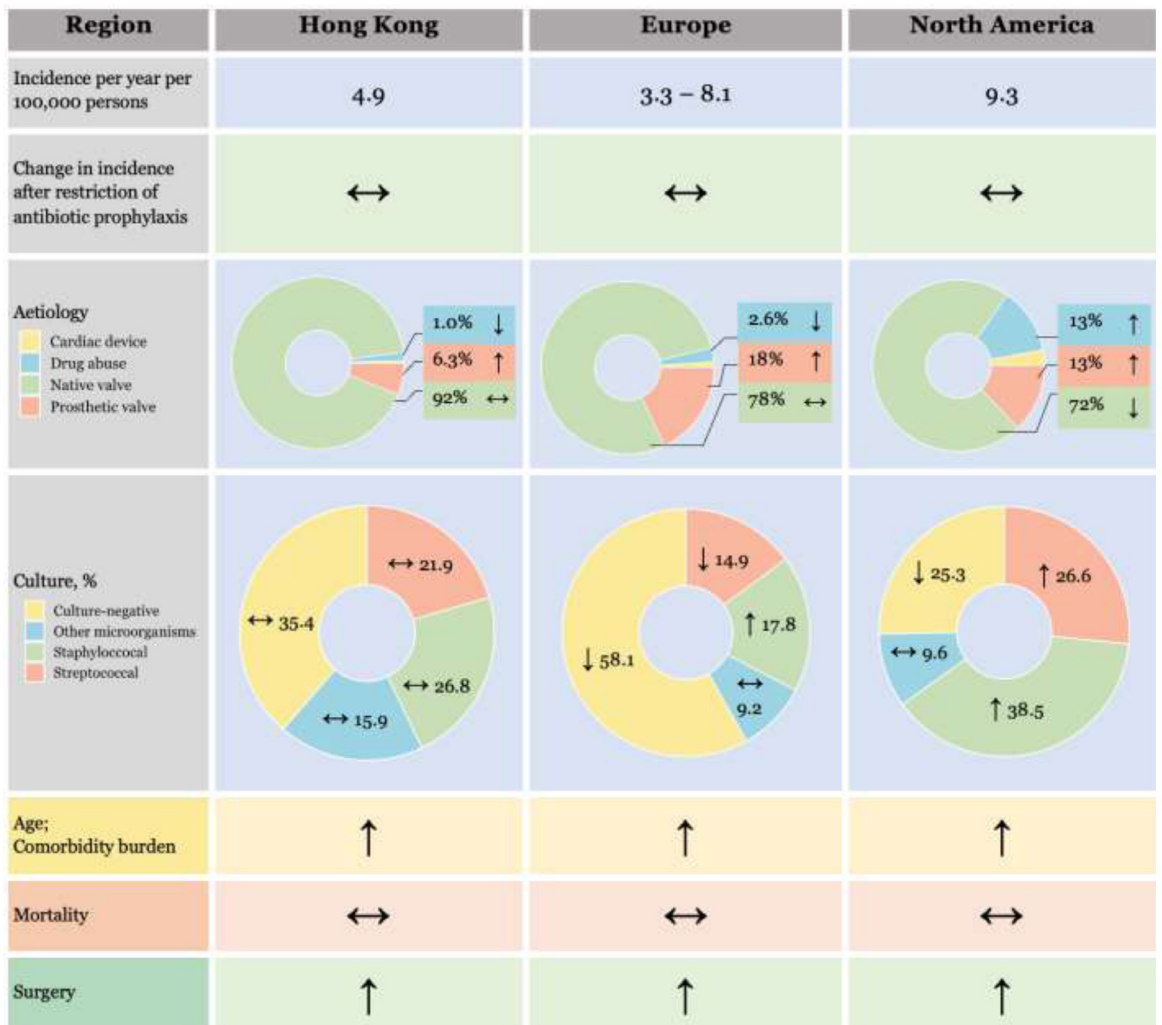 Region
Hong Kong
Europe
North America
Incidence per year per
100,000 persons
4.9
3.3 – 8.1
9.3
Change in incidence
after restriction of
antibiotic prophylaxis
↔
↔
↔
Aetiology
Cardiac device
Drug abuse
Native valve
Prosthetic valve
1.0% ↓
6.3% ↑
92% ↔
2.6% ↓
18% ↑
78% ↔
13% ↑
13% ↑
72% ↓
Culture, %
Culture-negative
Other microorganisms
Staphyloccocal
Streptococcal
↔ 21.9
↔ 35.4
↔ 26.8
↔ 15.9
↓ 14.9
↑ 17.8
↓ 58.1
↔
9.2
↓ 25.3
↑ 26.6
↔ 9.6
↑ 38.5
Age;
Comorbidity burden
↑
↑
↑
Mortality
↔
↔
↔
Surgery
↑
↑
↑